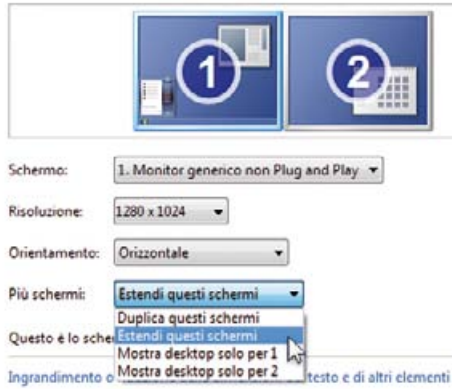 1
2
Schermo: 1. Monitor generico non Plug and Play
Risoluzione: 1280 x 1024
Orientamento: Orizzontale
Più schermi: Estendi questi schermi
Duplica questi schermi
Questo è lo sche
Estendi questi schermi
Mostra desktop solo per 1
Mostra desktop solo per 2
Ingrandimento o
testo e di altri elementi